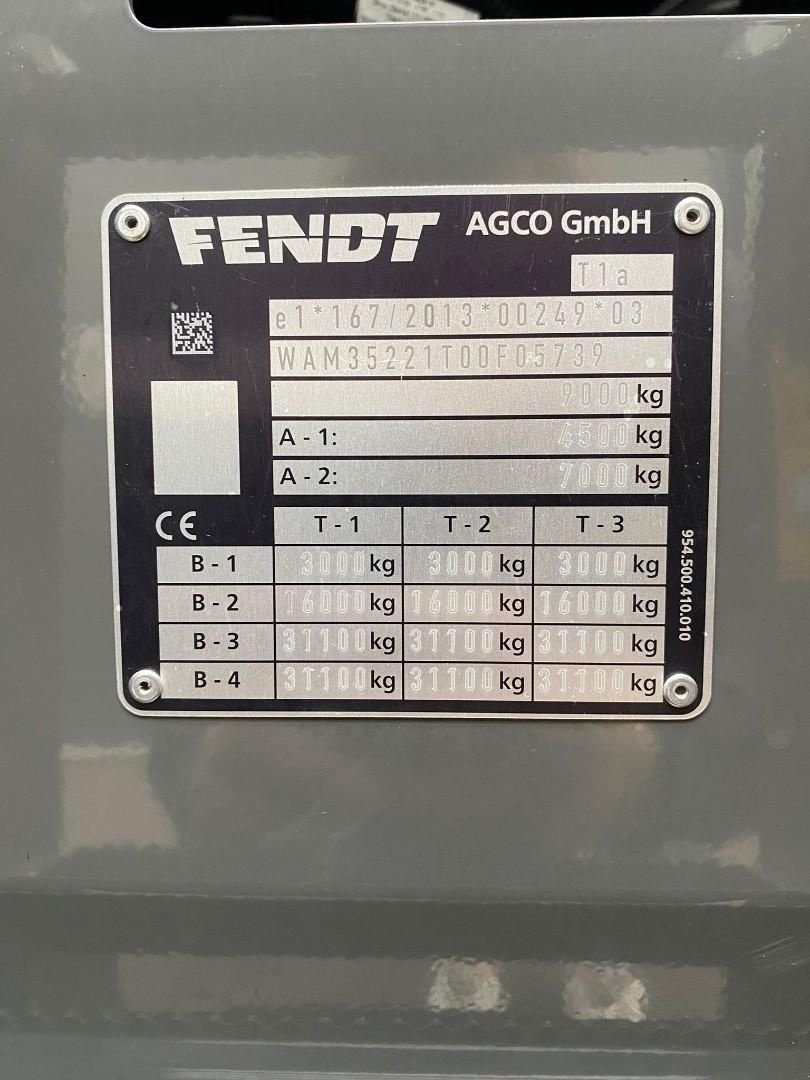 FENDT AGCO GmbH
T1a
e1*167/2013*00249*03
WAM35221T00F05739
9000kg
A - 1: 4500kg
A - 2: 7000kg
CE T - 1 T - 2 T - 3
B - 1 3000kg 3000kg 3000kg
B - 2 16000kg 16000kg 16000kg
B - 3 31100kg 31100kg 31100kg
B - 4 31100kg 31100kg 31100kg
954.500.410.010